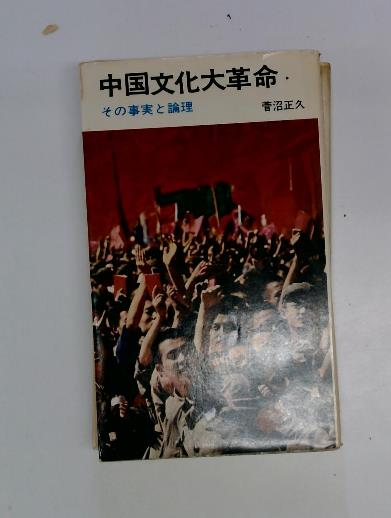 中国文化大革命
その事実と論理
菅沼正久